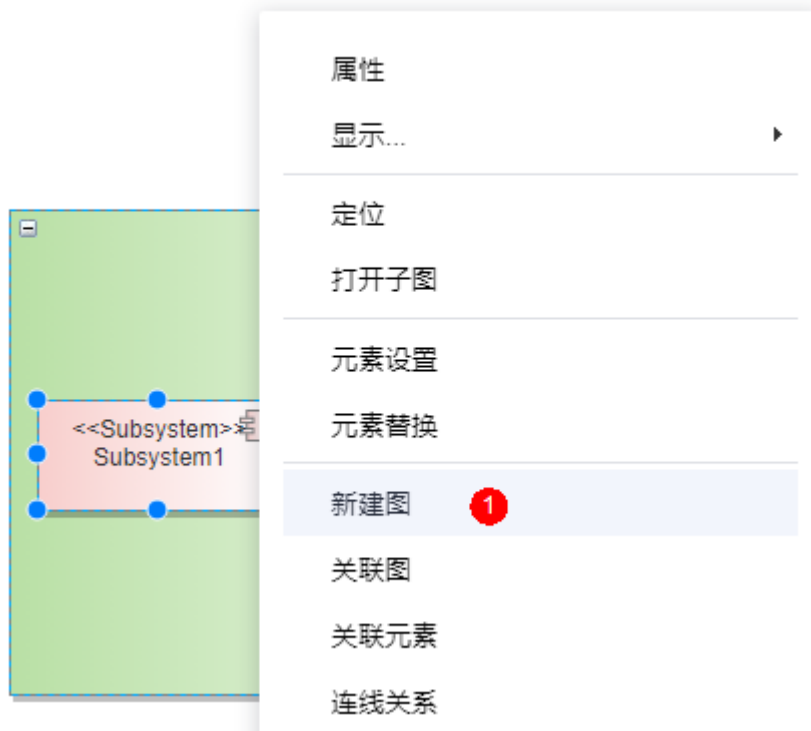 属性
显示...
定位
打开子图
元素设置
元素替换
<<Subsystem>>
Subsystem1
新建图 1
关联图
关联元素
连线关系